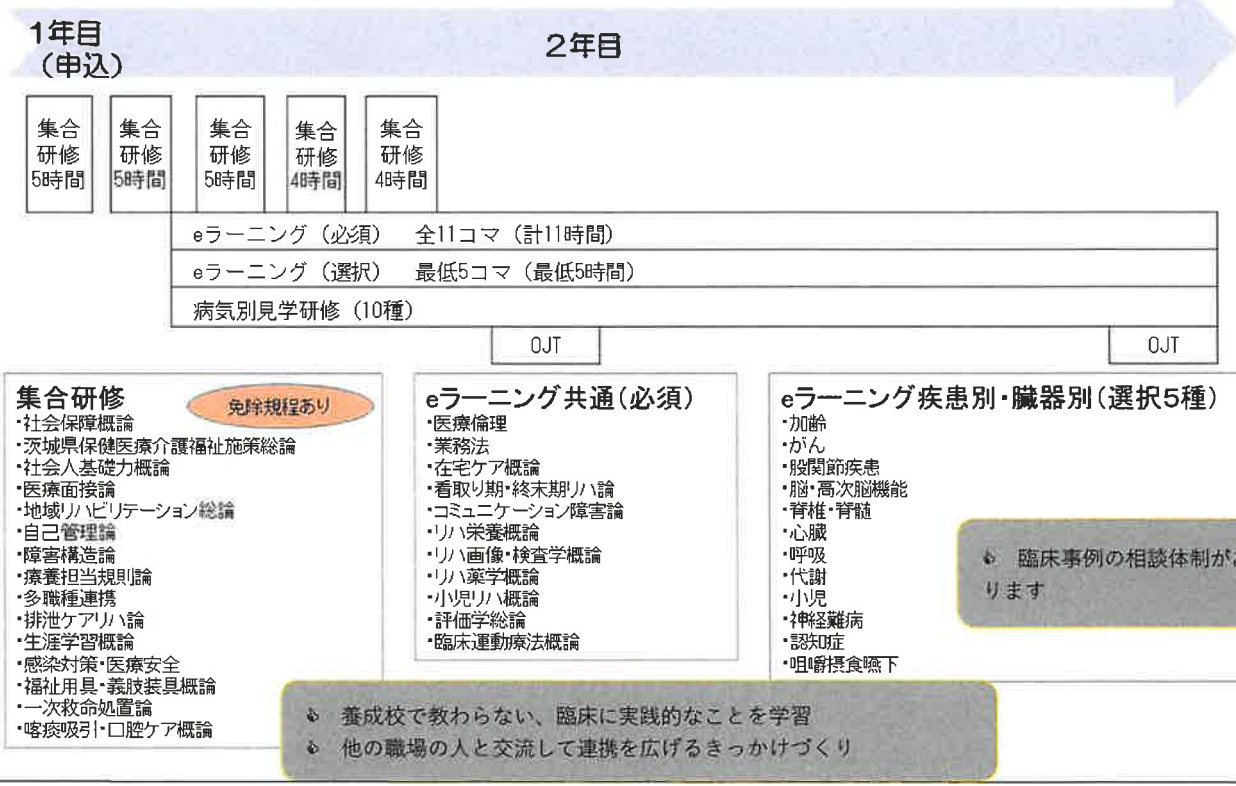 1年目
(申込)
2年目
集合
研修
5時間
集合
研修
5時間
集合
研修
5時間
集合
研修
4時間
集合
研修
4時間
eラーニング（必須）　全11コマ（計11時間）
eラーニング（選択）　最低5コマ（最低5時間）
病気別見学研修（10種）
OJT
OJT
集合研修
免除規程あり
・社会保障概論
・茨城県保健医療介護福祉施策総論
・社会人基礎力概論
・医療面接論
・地域リハビリテーション総論
・自己管理論
・障害構造論
・療養担当規則論
・多職種連携
・排泄ケアリハ論
・生涯学習概論
・感染対策・医療安全
・福祉用具・義肢装具概論
・一次救命処置論
・喀痰吸引・口腔ケア概論
eラーニング共通(必須)
・医療倫理
・業務法
・在宅ケア概論
・看取り期・終末期リハ論
・コミュニケーション障害論
・リハ栄養概論
・リハ画像・検査学概論
・リハ薬学概論
・小児リハ概論
・評価学総論
・臨床運動療法概論
eラーニング疾患別・臓器別(選択5種)
・加齢
・がん
・股関節疾患
・脳・高次脳機能
・脊椎・脊髄
・心臓
・呼吸
・代謝
・小児
・神経難病
・認知症
・咀嚼摂食嚥下
臨床事例の相談体制があ
ります
養成校で教わらない、臨床に実践的なことを学習
他の職場の人と交流して連携を広げるきっかけづくり